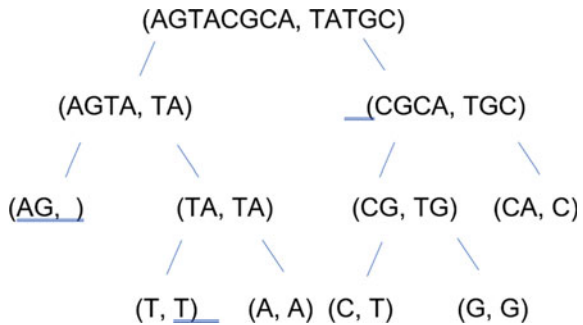 (AGTACGCA, TATGC)
(AGTA, TA) (CGCA, TGC)
(AG, ) (TA, TA) (CG, TG) (CA, C)
(T, T) (A, A) (C, T) (G, G)